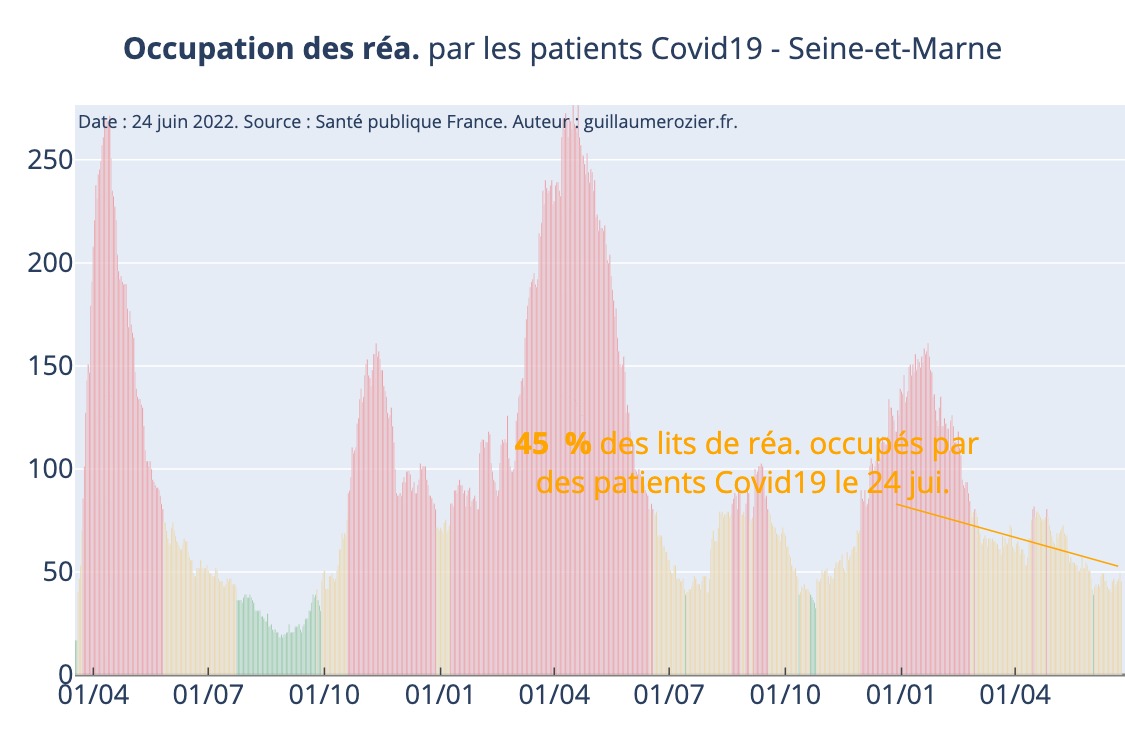 Occupation des réa. par les patients Covid19 - Seine-et-Marne
Date : 24 juin 2022. Source : Santé publique France. Auteur : guillaumerozier.fr.
250
200
150
45 % des lits de réa. occupés par
100
des patients Covid19 le 24 jui.
50
0
01/04 01/07 01/10 01/01 01/04 01/07 01/10 01/01 01/04